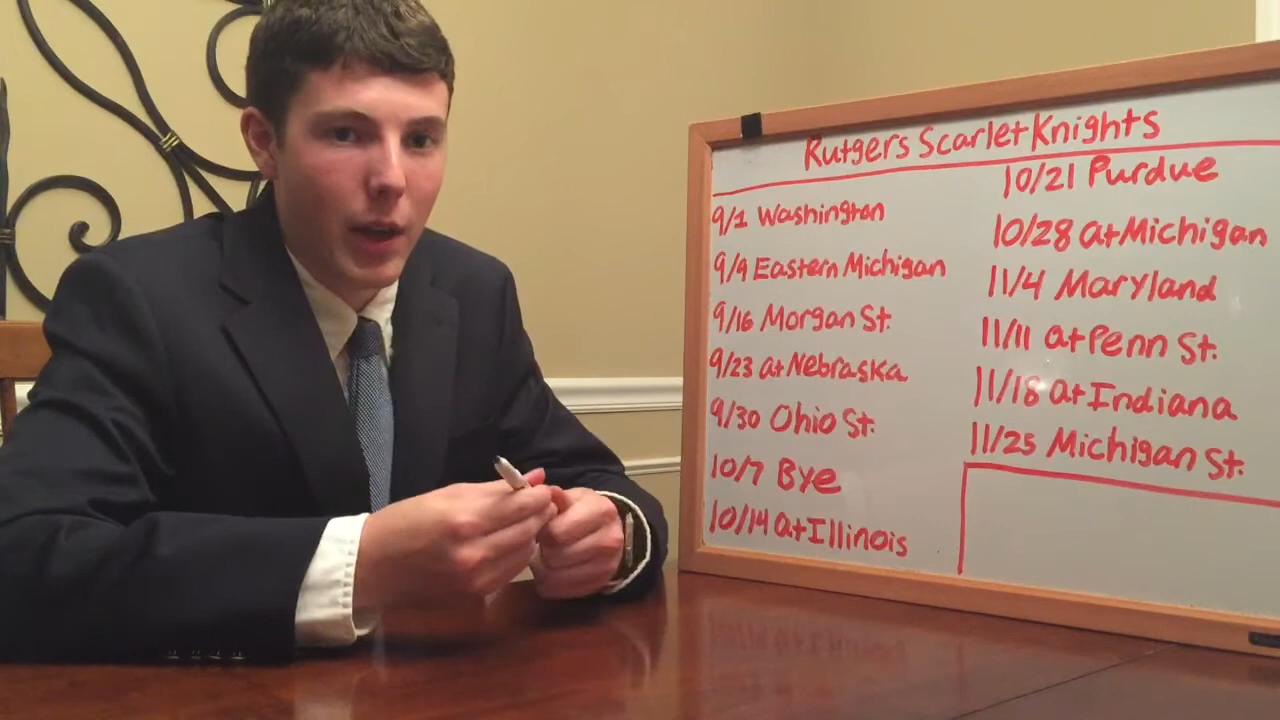 Rutgers Scarlet Knights
9/1 Washington
9/9 Eastern Michigan
9/16 Morgan St.
9/23 at Nebraska
9/30 Ohio St.
10/7 Bye
10/14 at Illinois
10/21 Purdue
10/28 at Michigan
11/4 Maryland
11/11 at Penn St.
11/18 at Indiana
11/25 Michigan St.